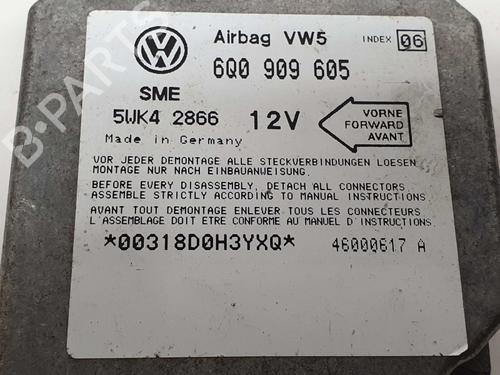 Airbag VW5 INDEX 06
6Q0 909 605
SME
5WK4 2866 12V
VORNE
FORWARD
AVANT
Made in Germany
VOR JEDER DEMONTAGE ALLE STECKVERBINDUNGEN LOESEN
MONTAGE NUR NACH EINBAUANWEISUNG.
BEFORE EVERY DISASSEMBLY, DETACH ALL CONNECTORS
ASSEMBLE STRICTLY ACCORDING TO MANUAL INSTRUCTIONS
AVANT TOUT DEMONTAGE ENLEVER TOUS LES CONNECTEURS
L'ASSEMBLAGE DOIT ETRE CONFORME AU MANUEL D'INSTRUCTIONS
*00318D0H3YXQ* 46000617 A